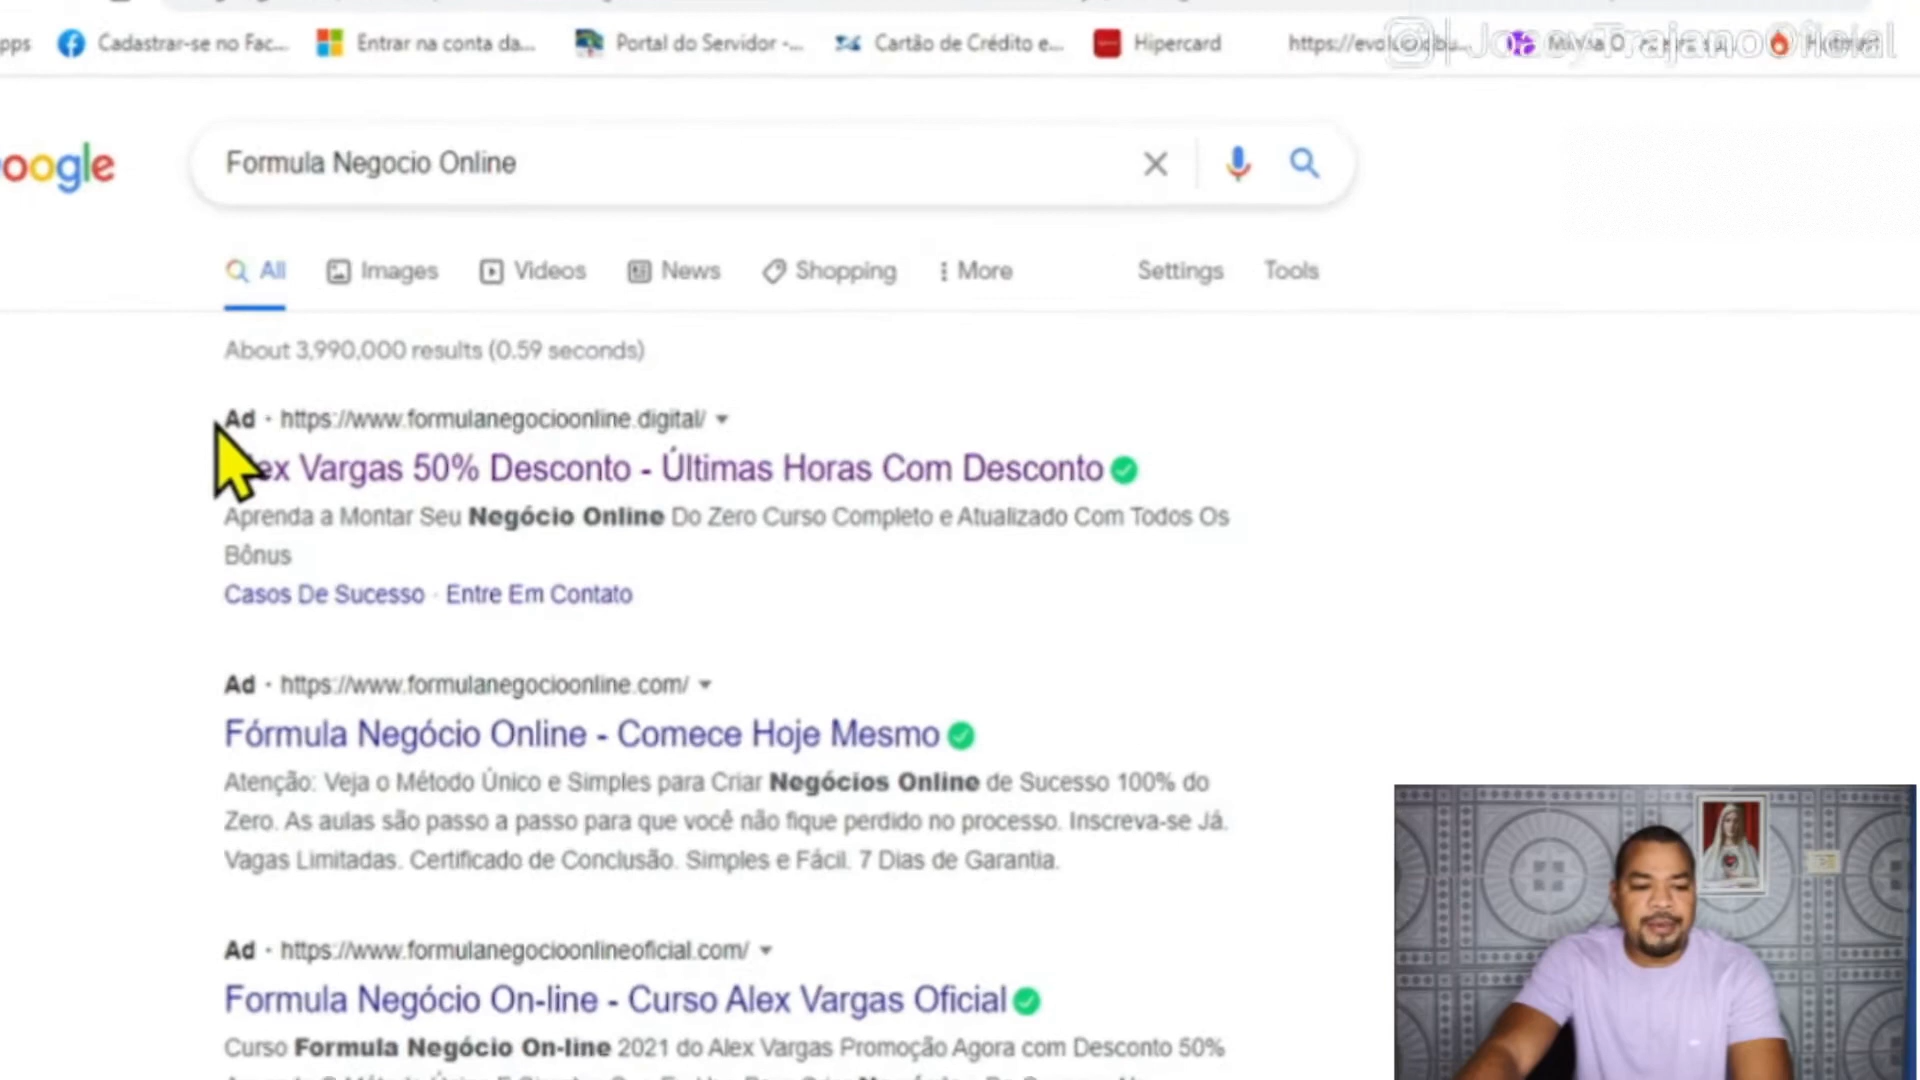 pps Cadastrar-se no Fac... Entrar na conta da... Portal do Servidor -... Cartão de Crédito e... Hipercard
oogle
Formula Negocio Online
All Images Videos News Shopping More Settings Tools
About 3,990,000 results (0.59 seconds)
Ad · https://www.formulanegocioonline.digital/
ex Vargas 50% Desconto - Últimas Horas Com Desconto
Aprenda a Montar Seu Negócio Online Do Zero Curso Completo e Atualizado Com Todos Os
Bônus
Casos De Sucesso · Entre Em Contato
Ad · https://www.formulanegocioonline.com/
Fórmula Negócio Online - Comece Hoje Mesmo
Atenção: Veja o Método Único e Simples para Criar Negócios Online de Sucesso 100% do
Zero. As aulas são passo a passo para que você não fique perdido no processo. Inscreva-se Já.
Vagas Limitadas. Certificado de Conclusão. Simples e Fácil. 7 Dias de Garantia.
Ad · https://www.formulanegocioonlineoficial.com/
Formula Negócio On-line - Curso Alex Vargas Oficial
Curso Formula Negócio On-line 2021 do Alex Vargas Promoção Agora com Desconto 50%